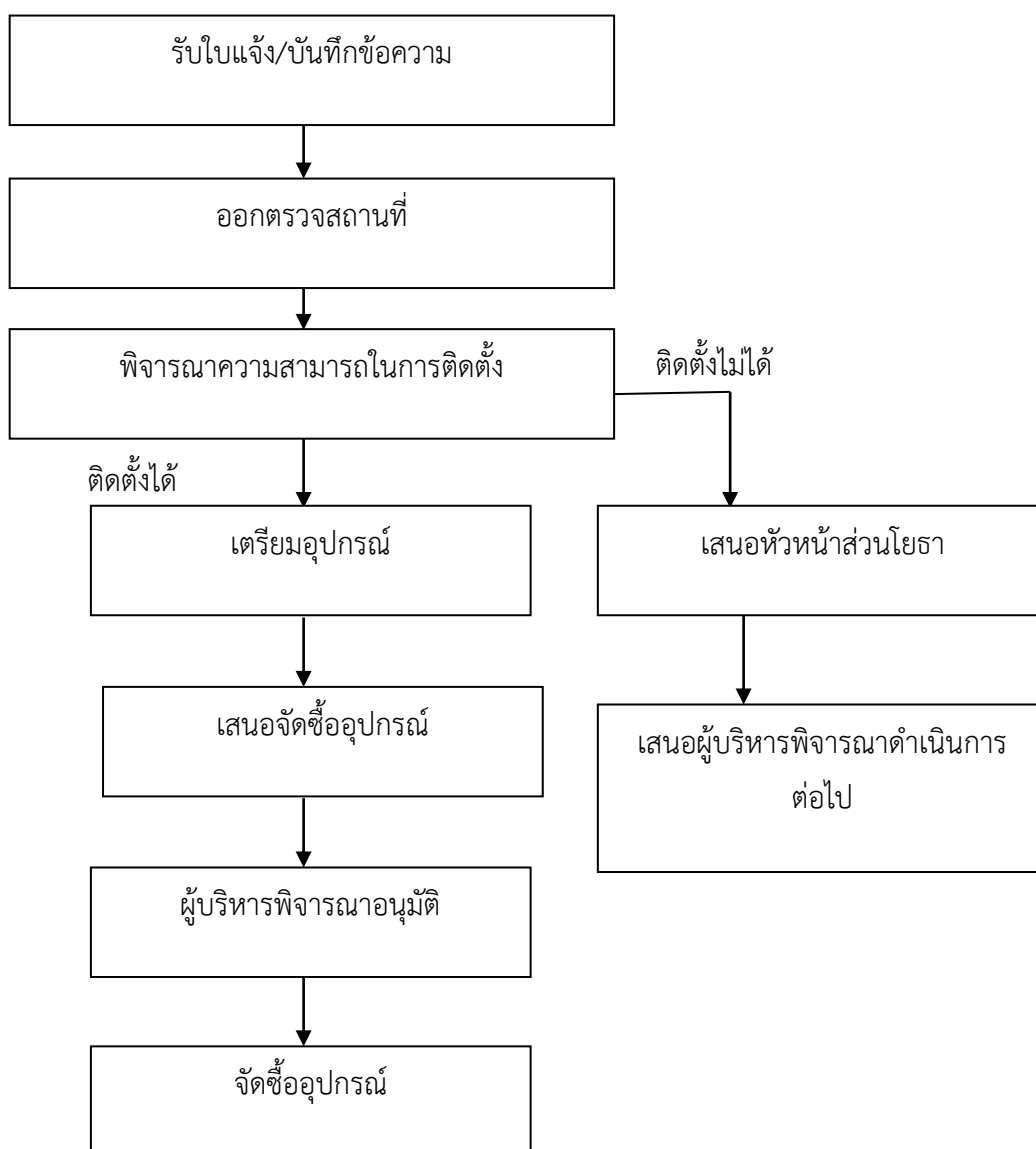 รับใบแจ้ง/บันทึกข้อความ
ออกตรวจสถานที่
พิจารณาความสามารถในการติดตั้ง
ติดตั้งไม่ได้
ติดตั้งได้
เตรียมอุปกรณ์
เสนอหัวหน้าส่วนโยธา
เสนอจัดซื้ออุปกรณ์
เสนอผู้บริหารพิจารณาดำเนินการ
ต่อไป
ผู้บริหารพิจารณาอนุมัติ
จัดซื้ออุปกรณ์